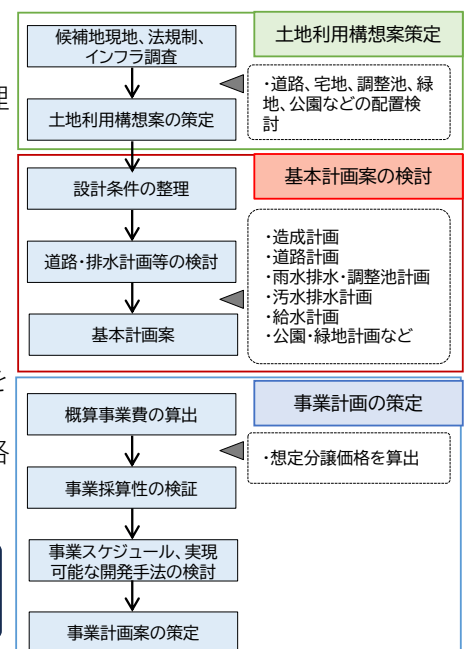 土地利用構想案策定
候補地現地、法規制、
インフラ調査
・道路、宅地、調整池、緑
地、公園などの配置検
討
理
土地利用構想案の策定
基本計画案の検討
設計条件の整理
道路・排水計画等の検討
・造成計画
・道路計画
・雨水排水・調整池計画
・汚水排水計画
・給水計画
・公園・緑地計画など
基本計画案
と
事業計画の策定
概算事業費の算出
・想定分譲価格を算出
事業採算性の検証
事業スケジュール、実現
可能な開発手法の検討
事業計画案の策定